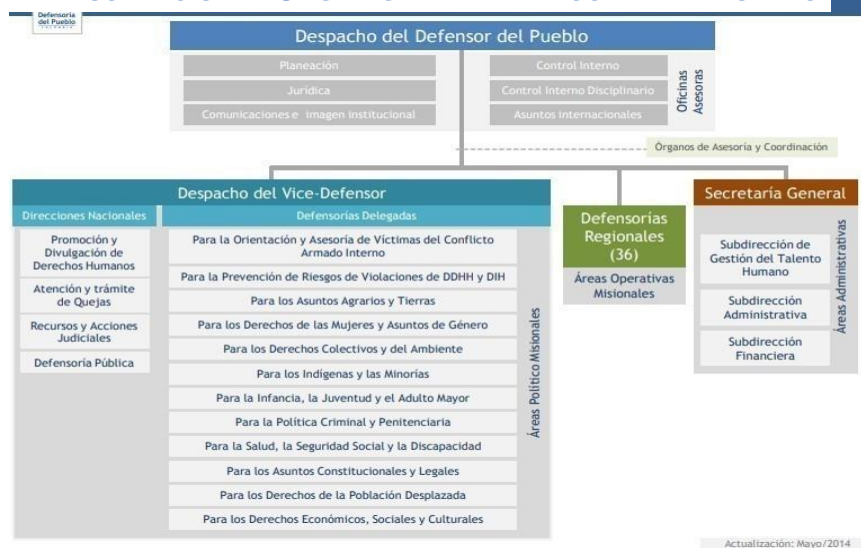 Defensoría
del Pueblo
COLOMBIA
Despacho del Defensor del Pueblo
Planeación
Jurídica
Comunicaciones e imagen institucional
Control Interno
Control Interno Disciplinario
Asuntos internacionales
Oficinas
Asesoras
Órganos de Asesoría y Coordinación
Despacho del Vice-Defensor
Direcciones Nacionales
Promoción y
Divulgación de
Derechos Humanos
Atención y trámite
de Quejas
Recursos y Acciones
Judiciales
Defensoría Pública
Defensorías Delegadas
Para la Orientación y Asesoría de Víctimas del Conflicto
Armado Interno
Para la Prevención de Riesgos de Violaciones de DDHH y DIH
Para los Asuntos Agrarios y Tierras
Para los Derechos de las Mujeres y Asuntos de Género
Para los Derechos Colectivos y del Ambiente
Para los Indígenas y las Minorías
Para la Infancia, la Juventud y el Adulto Mayor
Para la Política Criminal y Penitenciaria
Para la Salud, la Seguridad Social y la Discapacidad
Para los Asuntos Constitucionales y Legales
Para los Derechos de la Población Desplazada
Para los Derechos Económicos, Sociales y Culturales
Áreas Político Misionales
Defensorías
Regionales
(36)
Áreas Operativas
Misionales
Secretaría General
Subdirección de
Gestión del Talento
Humano
Subdirección
Administrativa
Subdirección
Financiera
Áreas Administrativas
Actualización: Mayo/2014